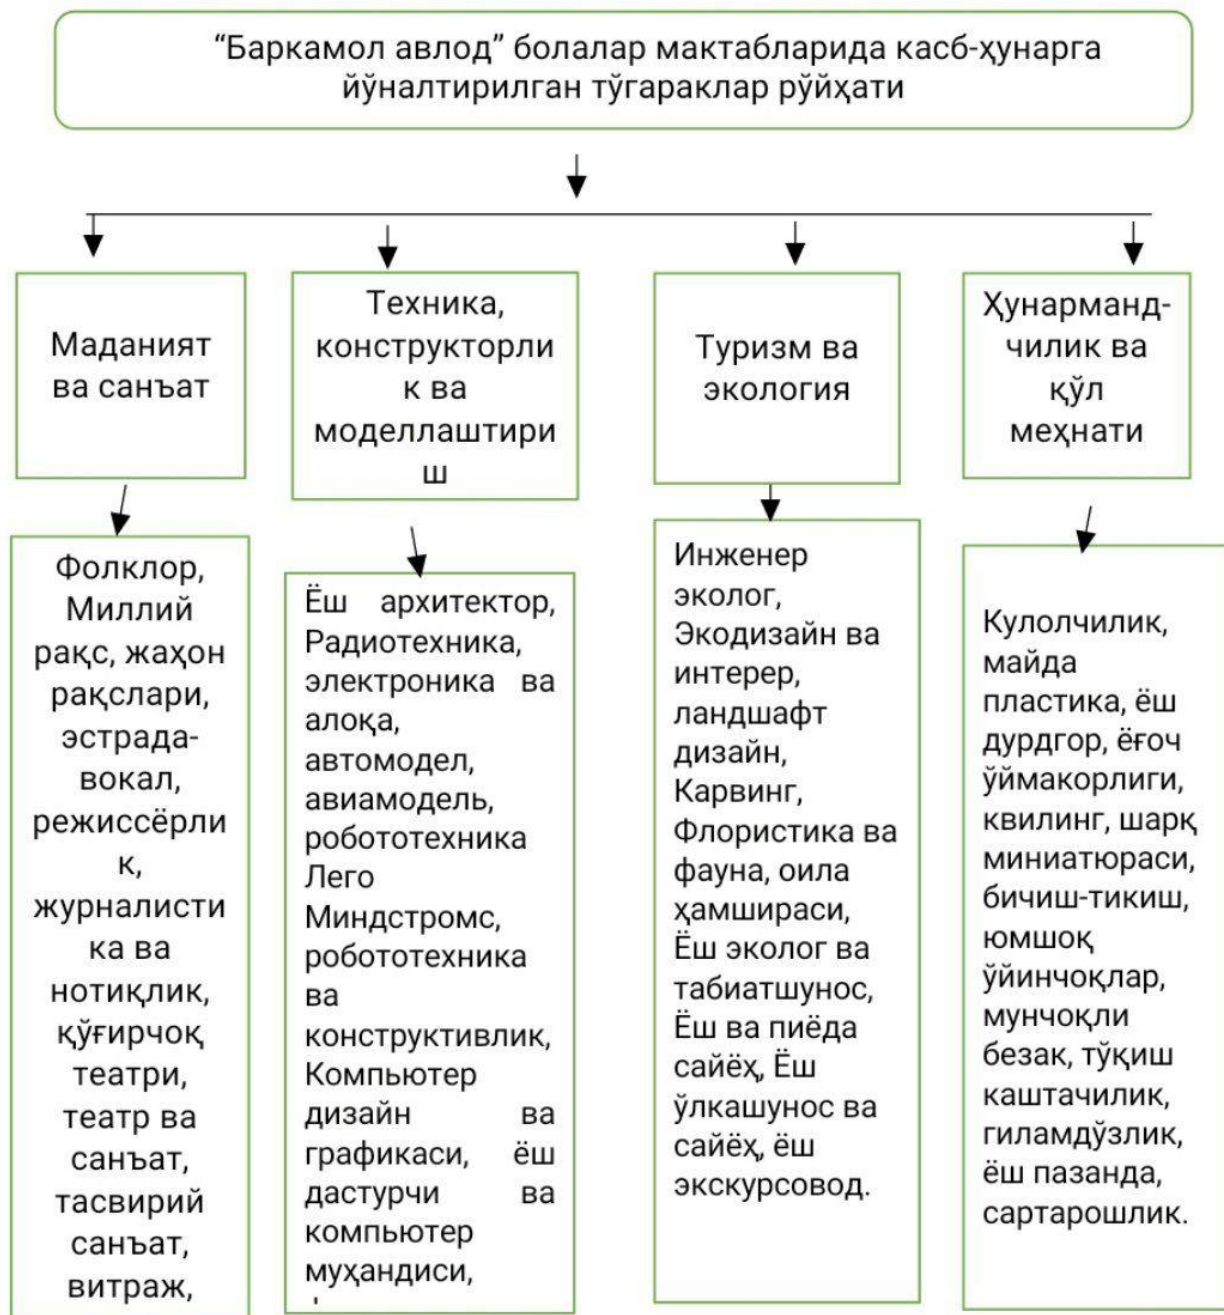 “Баркамол авлод” болалар мактабларида касб-ҳунарга
йўналтирилган тўгараклар рўйҳати
Маданият
ва санъат
Техника,
конструкторли
к ва
моделлаштири
ш
Туризм ва
экология
Ҳунарманд-
чилик ва
қўл
меҳнати
Фолклор,
Миллий
рақс, жаҳон
рақслари,
эстрада-
вокал,
режиссёрли
к,
журналисти
ка ва
нотиқлик,
қўғирчоқ
театри,
театр ва
санъат,
тасвирий
санъат,
витраж,
Ёш архитектор,
Радиотехника,
электроника ва
алоқа,
автомодел,
авиамодель,
робототехника
Лего
Миндстромс,
робототехника
ва
конструктивлик,
Компьютер
дизайн ва
графикаси, ёш
дастурчи ва
компьютер
муҳандиси,
Инженер
эколог,
Экодизайн ва
интерер,
ландшафт
дизайн,
Карвинг,
Флористика ва
фауна, оила
ҳамшираси,
Ёш эколог ва
табиатшунос,
Ёш ва пиёда
сайёҳ, Ёш
ўлкашунос ва
сайёҳ, ёш
экскурсовод.
Кулолчилик,
майда
пластика, ёш
дурдгор, ёғоч
ўймакорлиги,
квилинг, шарқ
миниатюраси,
бичиш-тикиш,
юмшоқ
ўйинчоқлар,
мунчоқли
безак, тўқиш
каштачилик,
гиламдўзлик,
ёш пазанда,
сартарошлик.